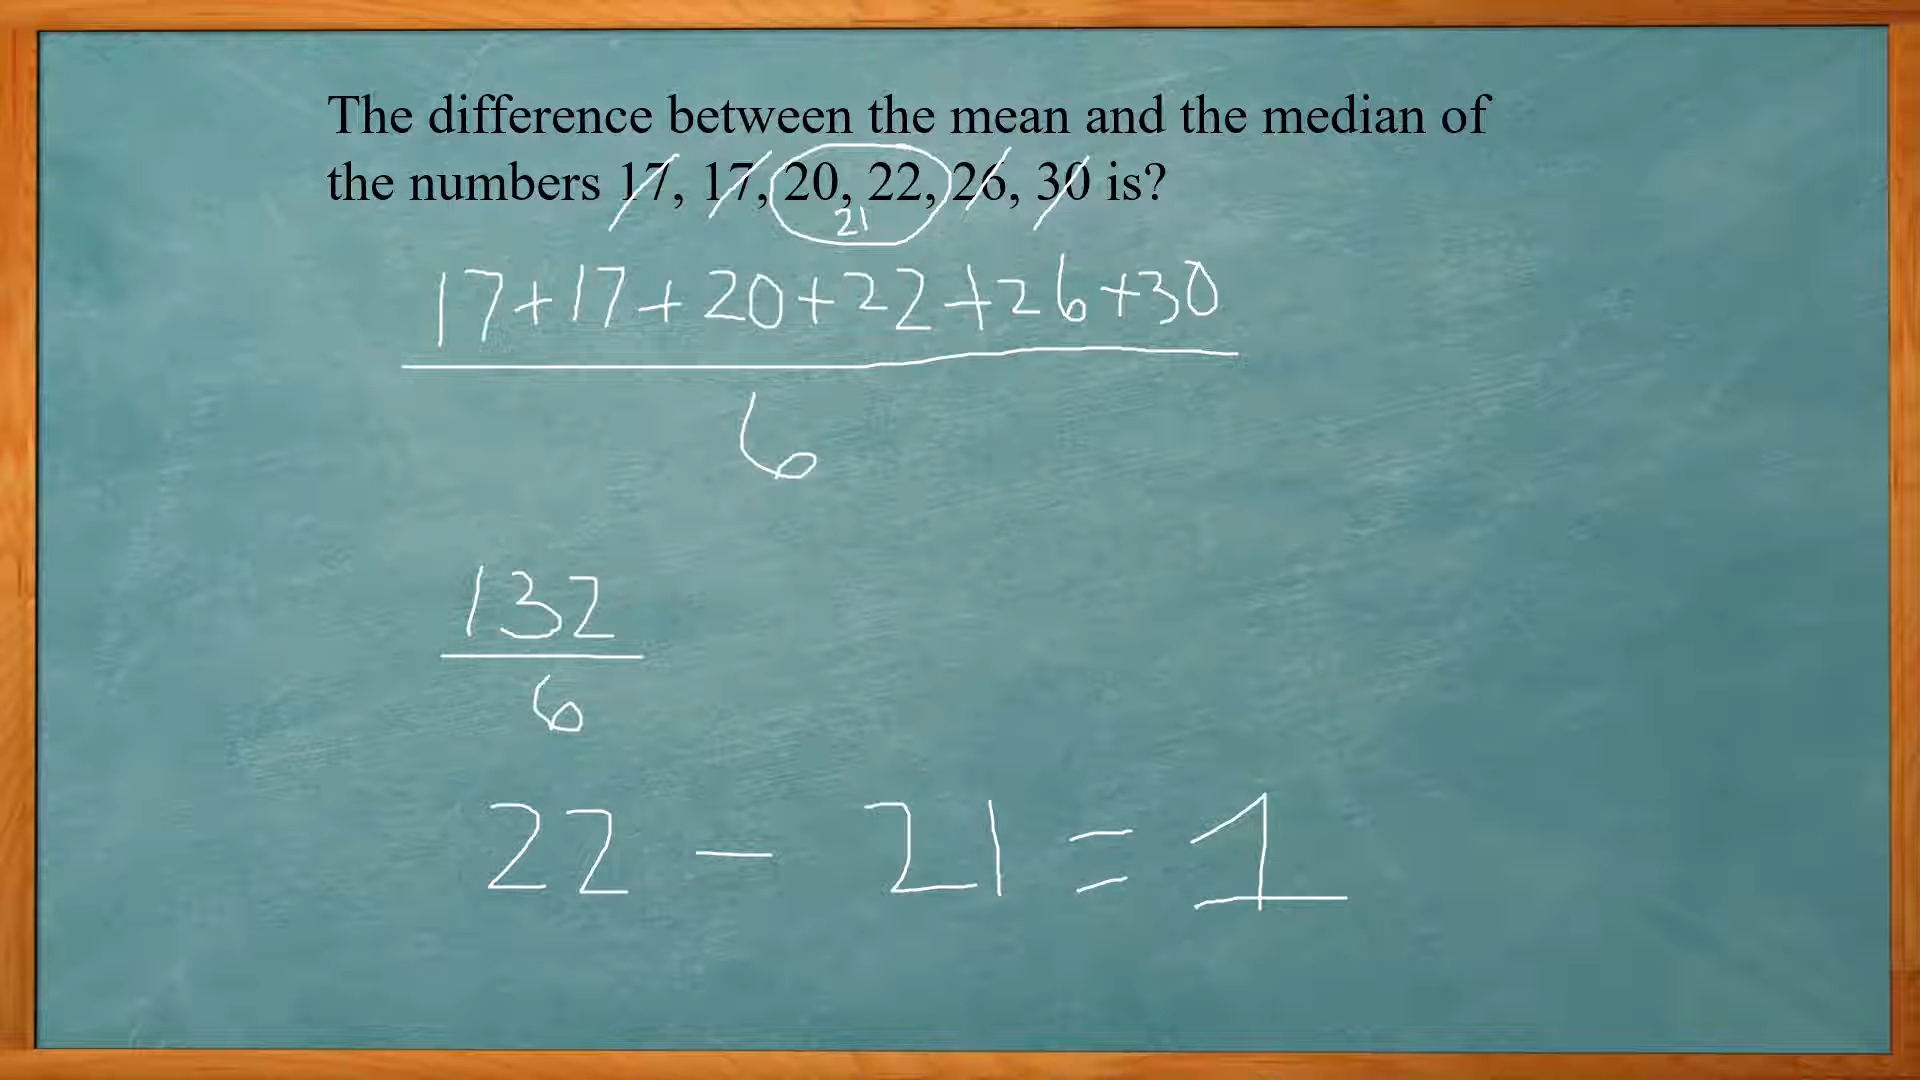 The difference between the mean and the median of
the numbers 17, 17, 20, 22, 26, 30 is?
21
17+17+20+22+26+30
6
132
6
22 - 21 = 1